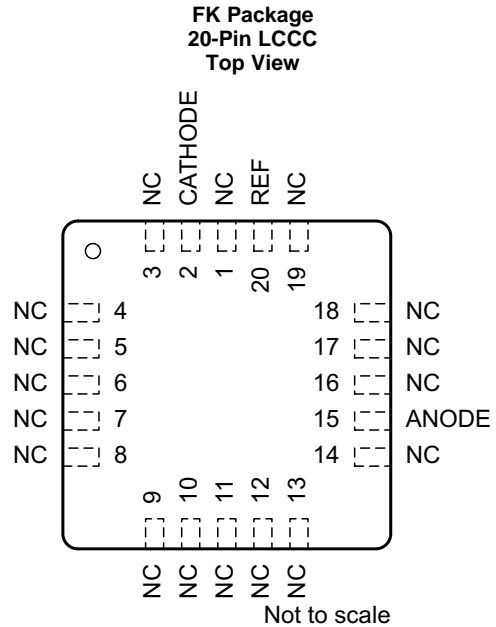 FK Package
20-Pin LCCC
Top View
NC
CATHODE
NC
REF
NC
3
2
1
20
19
NC 4
NC 5
NC 6
NC 7
NC 8
18 NC
17 NC
16 NC
15 ANODE
14 NC
9
10
11
12
13
NC
NC
NC
NC
NC
Not to scale